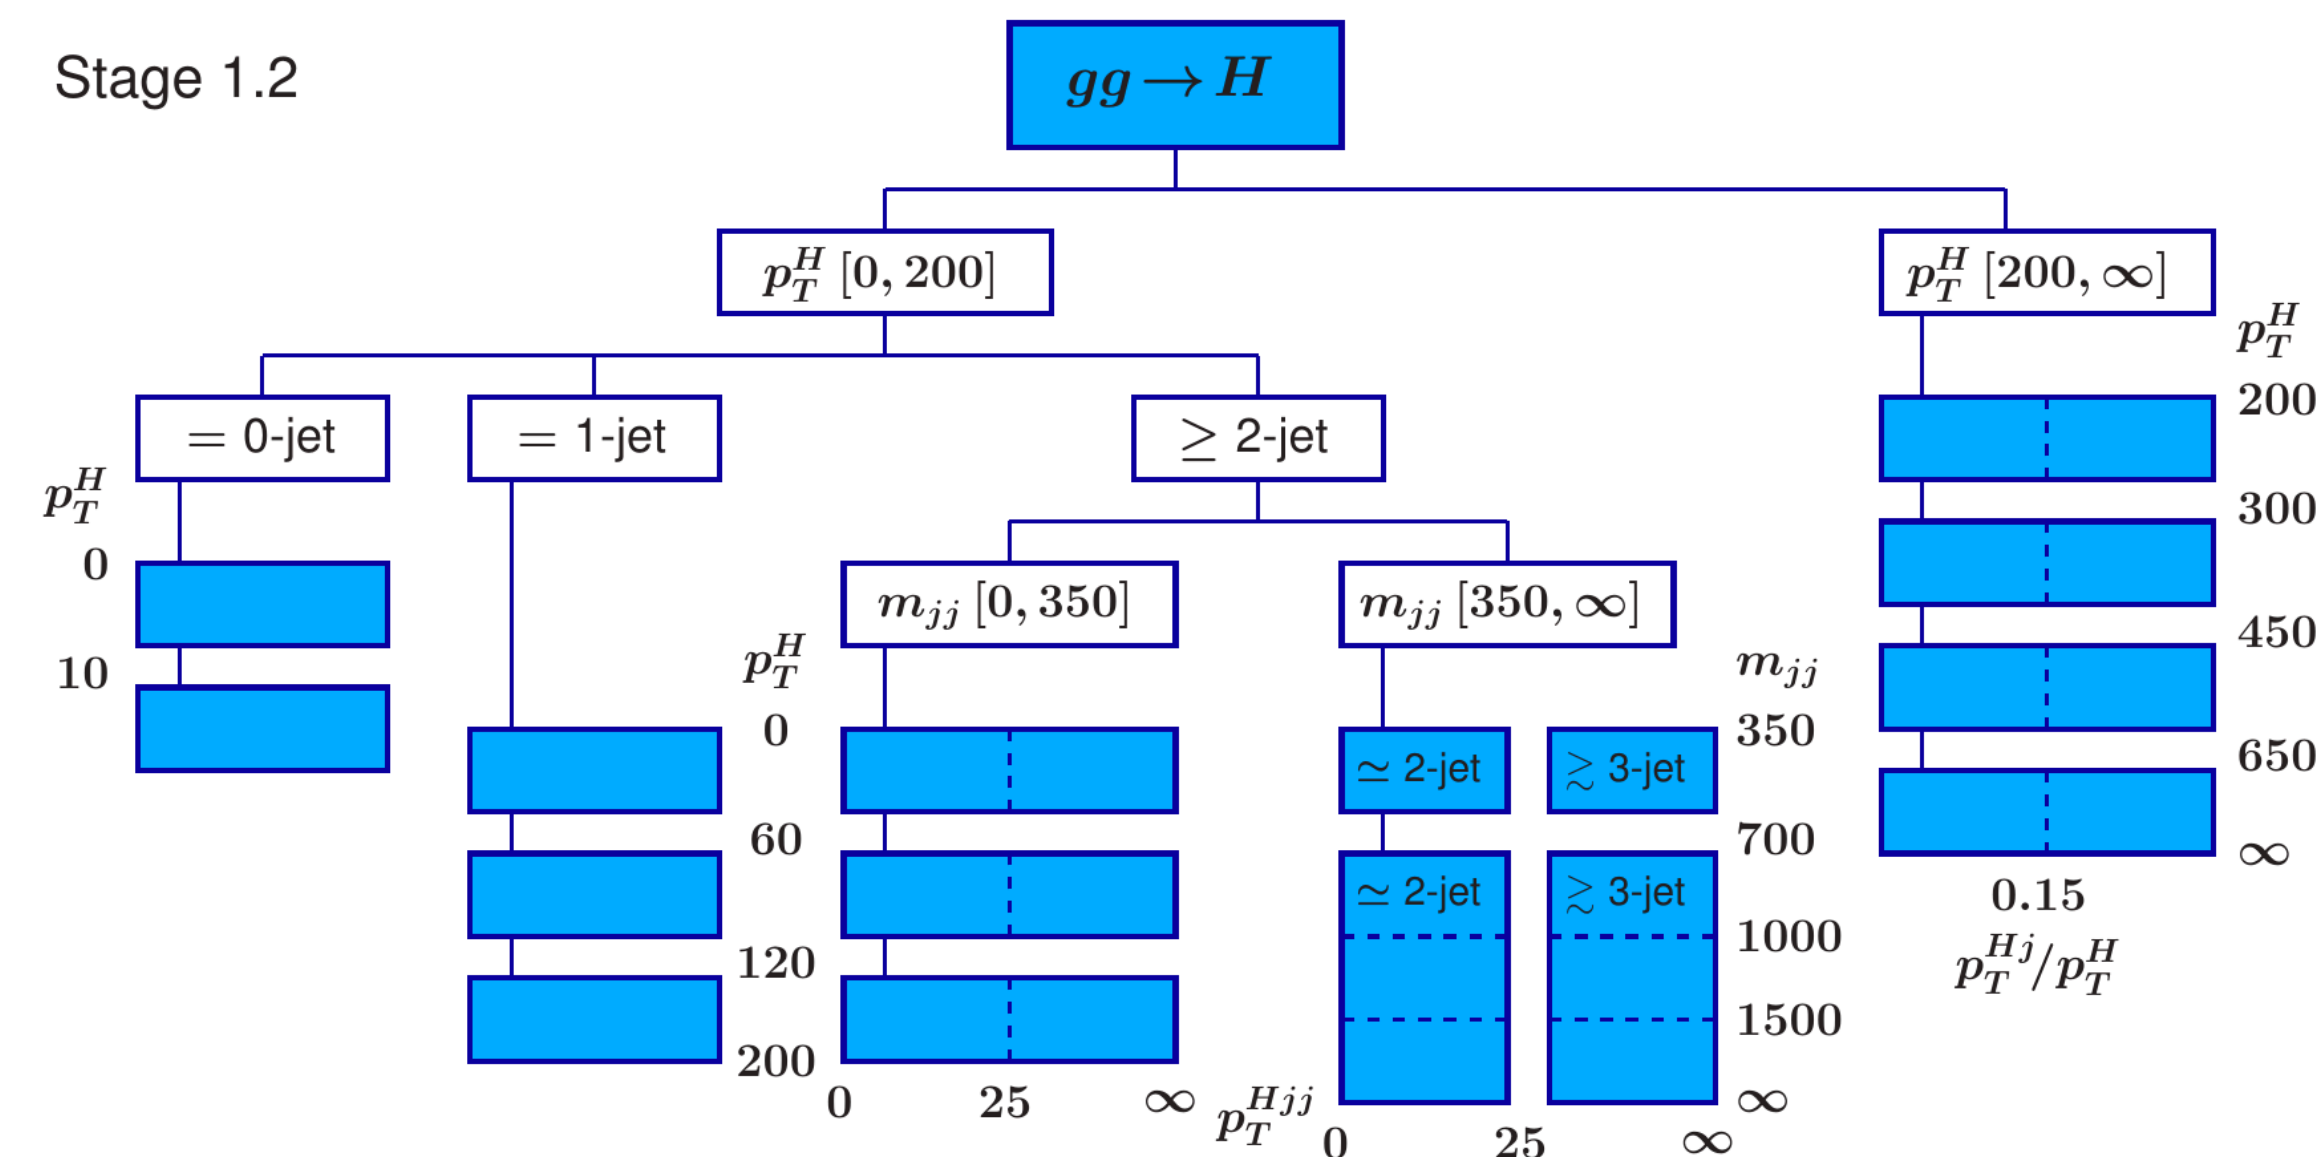 Stage 1.2
gg → H
p_T^H [0, 200]
p_T^H [200, ∞]
= 0-jet
= 1-jet
≥ 2-jet
p_T^H
0
10
m_jj [0, 350]
m_jj [350, ∞]
p_T^H
0
60
120
200
0 25 ∞
≃ 2-jet
≳ 3-jet
≃ 2-jet
≳ 3-jet
m_jj
350
700
1000
1500
∞
p_T^Hjj
0 25 ∞
p_T^H
200
300
450
650
∞
0.15
p_T^Hj/p_T^H